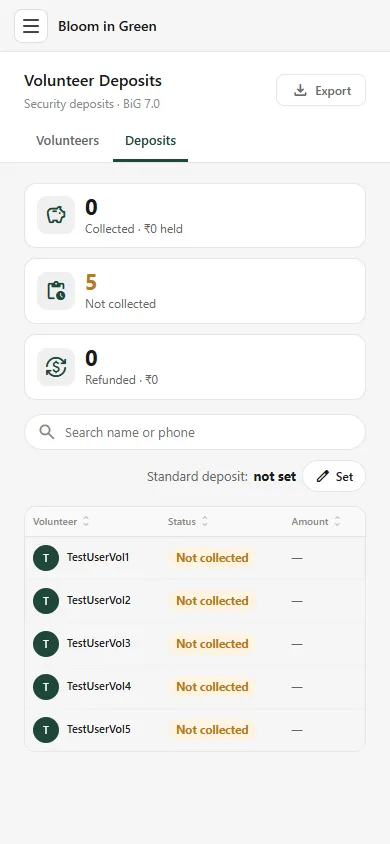 Bloom in Green
Volunteer Deposits
Security deposits · BiG 7.0
Export
Volunteers Deposits
0
Collected · ₹0 held
5
Not collected
0
Refunded · ₹0
Search name or phone
Standard deposit: not set Set
Volunteer Status Amount
T TestUserVol1 Not collected —
T TestUserVol2 Not collected —
T TestUserVol3 Not collected —
T TestUserVol4 Not collected —
T TestUserVol5 Not collected —